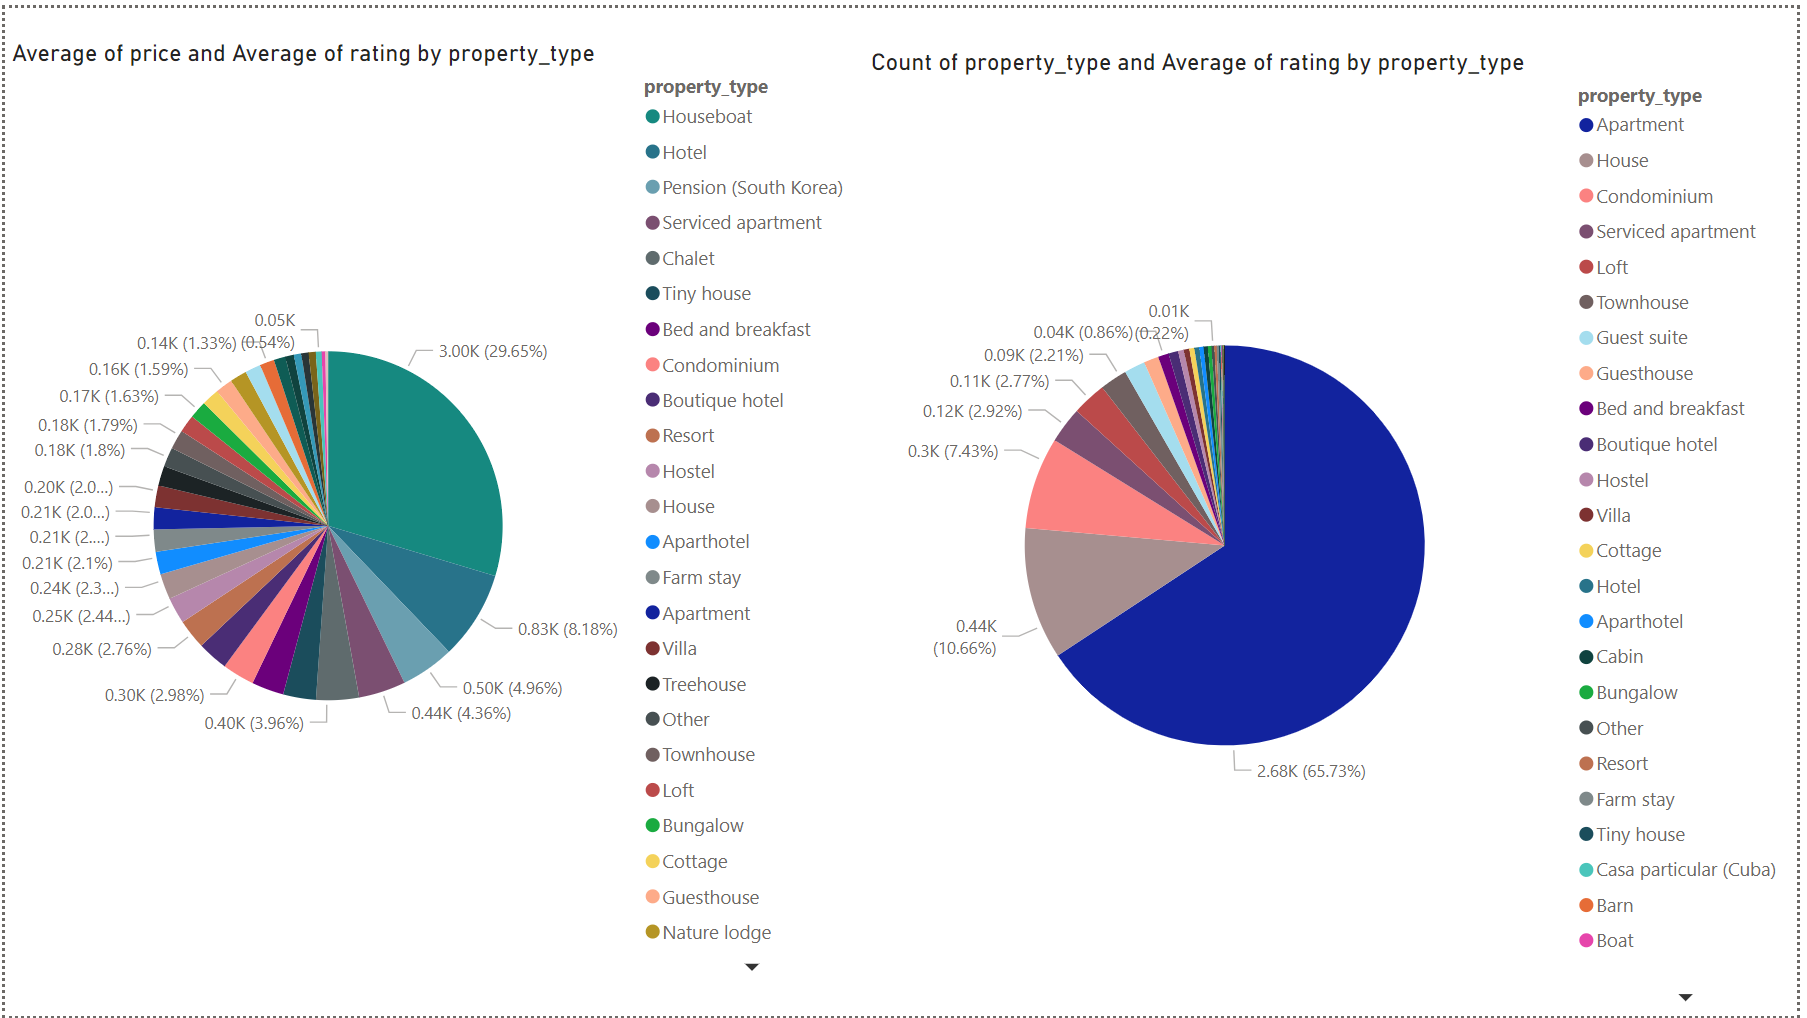 Average of price and Average of rating by property_type
property_type
Houseboat
Hotel
Pension (South Korea)
Serviced apartment
Chalet
Tiny house
Bed and breakfast
Condominium
Boutique hotel
Resort
Hostel
House
Aparthotel
Farm stay
Apartment
Villa
Treehouse
Other
Townhouse
Loft
Bungalow
Cottage
Guesthouse
Nature lodge
3.00K (29.65%)
0.83K (8.18%)
0.50K (4.96%)
0.44K (4.36%)
0.40K (3.96%)
0.30K (2.98%)
0.28K (2.76%)
0.25K (2.44...)
0.24K (2.3...)
0.21K (2.1%)
0.21K (2....)
0.21K (2.0...)
0.20K (2.0...)
0.18K (1.8%)
0.18K (1.79%)
0.17K (1.63%)
0.16K (1.59%)
0.14K (1.33%)
0.05K
(0.54%)
Count of property_type and Average of rating by property_type
property_type
Apartment
House
Condominium
Serviced apartment
Loft
Townhouse
Guest suite
Guesthouse
Bed and breakfast
Boutique hotel
Hostel
Villa
Cottage
Hotel
Aparthotel
Cabin
Bungalow
Other
Resort
Farm stay
Tiny house
Casa particular (Cuba)
Barn
Boat
2.68K (65.73%)
0.44K
(10.66%)
0.3K (7.43%)
0.12K (2.92%)
0.11K (2.77%)
0.09K (2.21%)
0.04K (0.86%)
0.01K
(0.22%)